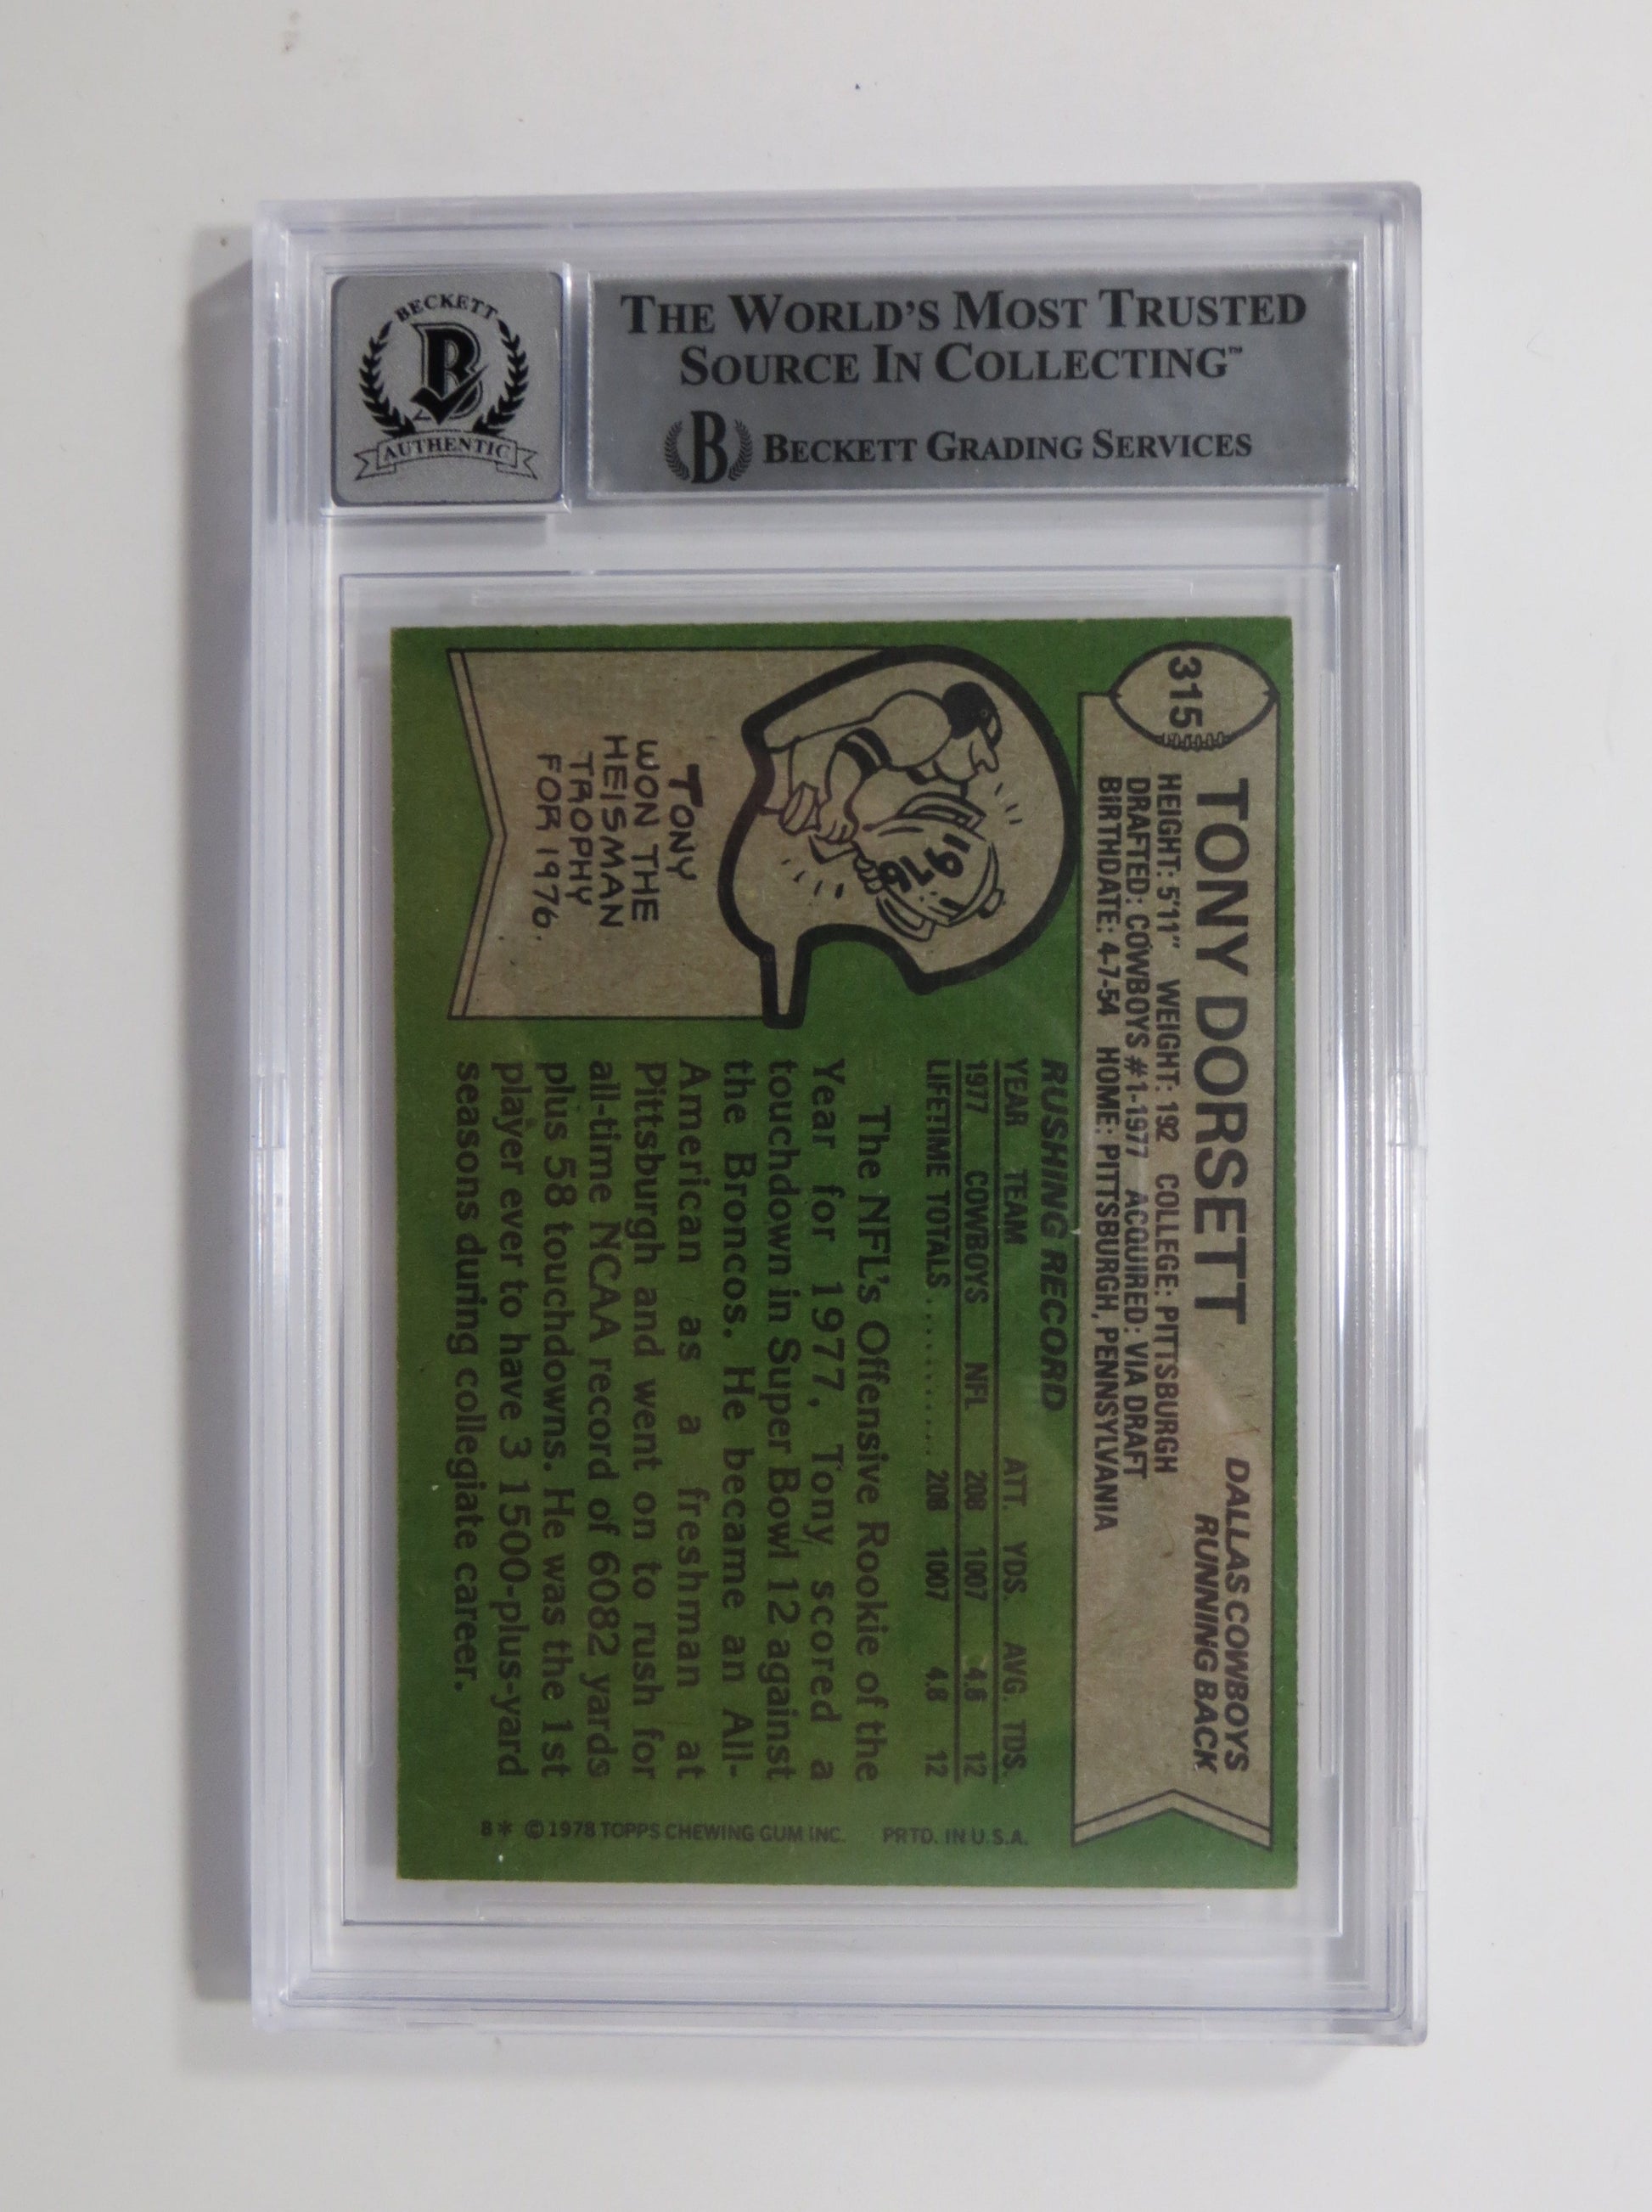 BECKETT
B
AUTHENTIC
THE WORLD'S MOST TRUSTED
SOURCE IN COLLECTING™
B BECKETT GRADING SERVICES
315
TONY DORSETT
DALLAS COWBOYS
RUNNING BACK
HEIGHT: 5'11" WEIGHT: 192 COLLEGE: PITTSBURGH
DRAFTED: COWBOYS #1-1977 ACQUIRED: VIA DRAFT
BIRTHDATE: 4-7-54 HOME: PITTSBURGH, PENNSYLVANIA
1976
TONY
WON THE
HEISMAN
TROPHY
FOR 1976.
RUSHING RECORD
YEAR TEAM ATT. YDS. AVG. TDS.
1977 COWBOYS NFL 208 1007 4.8 12
LIFETIME TOTALS.......... 208 1007 4.8 12
The NFL's Offensive Rookie of the
Year for 1977, Tony scored a
touchdown in Super Bowl 12 against
the Broncos. He became an All-
American as a freshman at
Pittsburgh and went on to rush for
all-time NCAA record of 6082 yards
plus 58 touchdowns. He was the 1st
player ever to have 3 1500-plus-yard
seasons during collegiate career.
8* ©1978 TOPPS CHEWING GUM INC. PRTD. IN U.S.A.